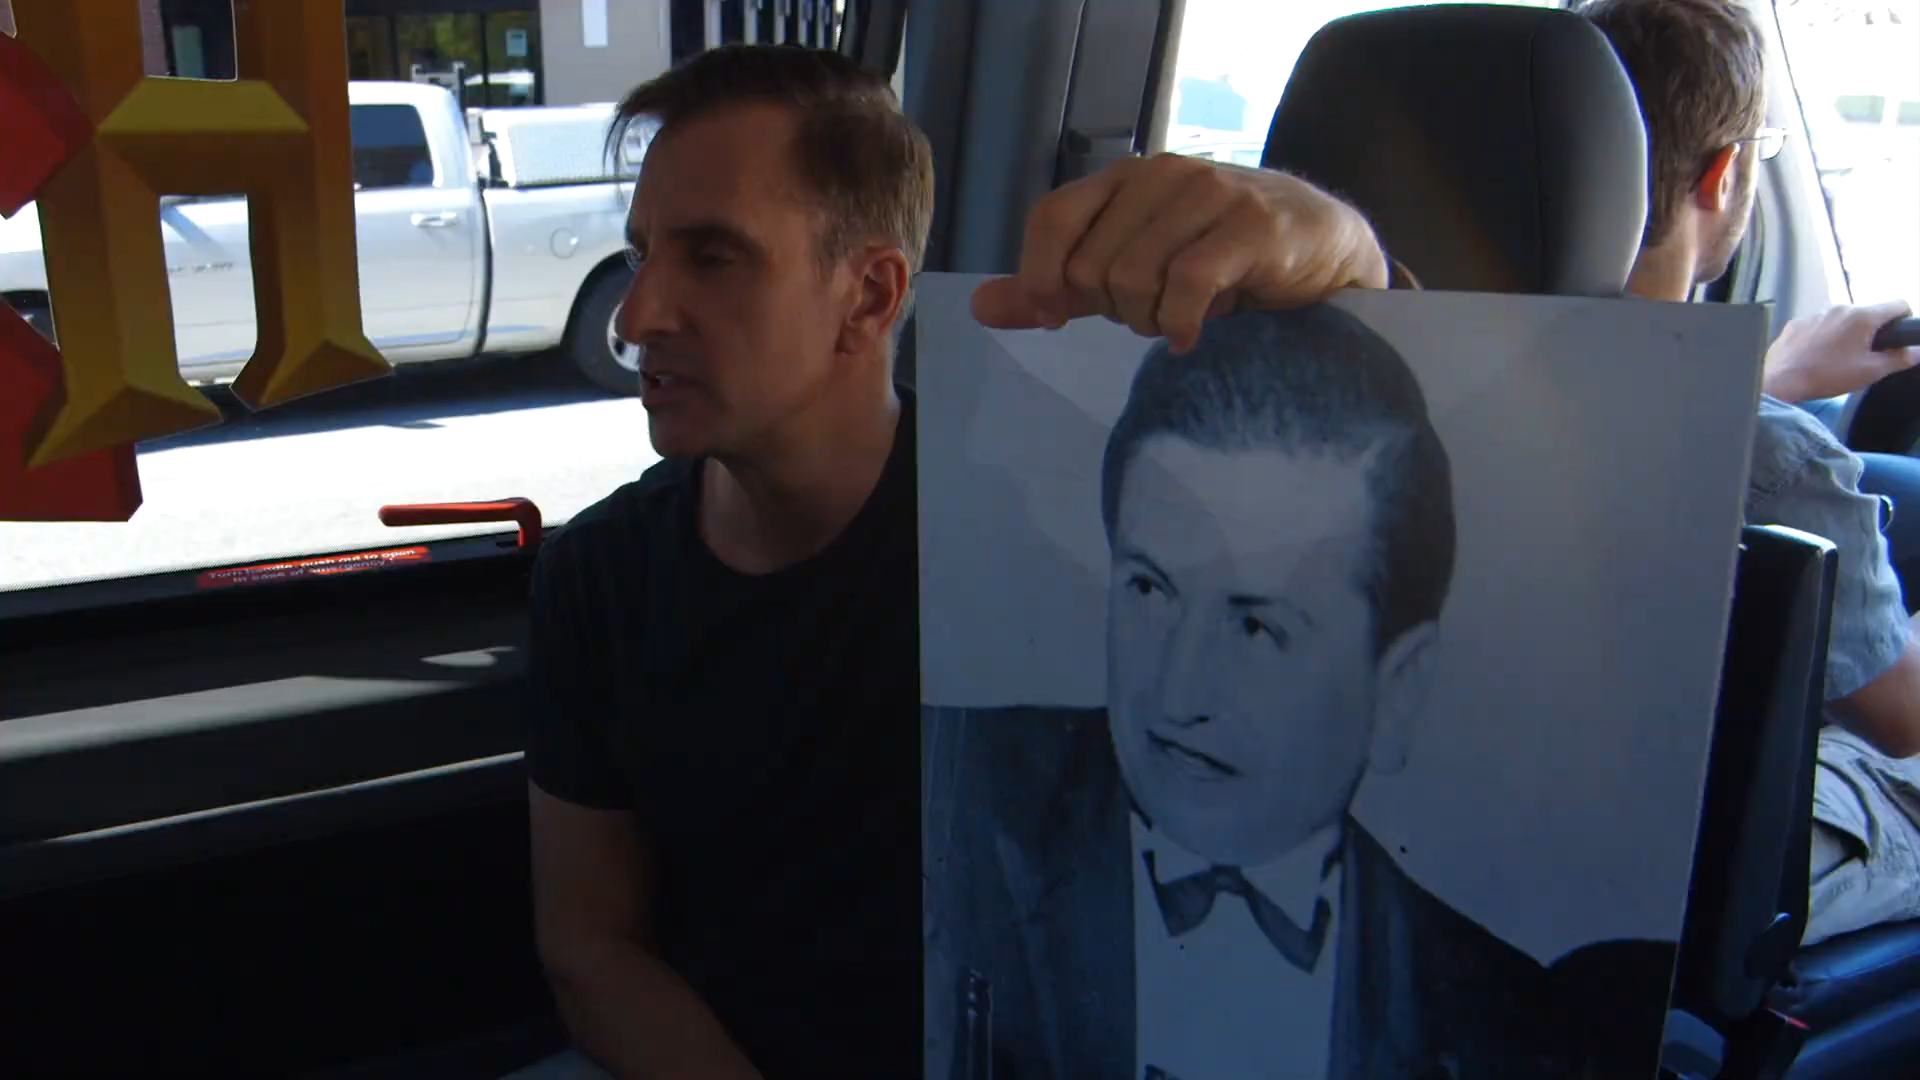 Turn handle, push out to open
in case of emergency!